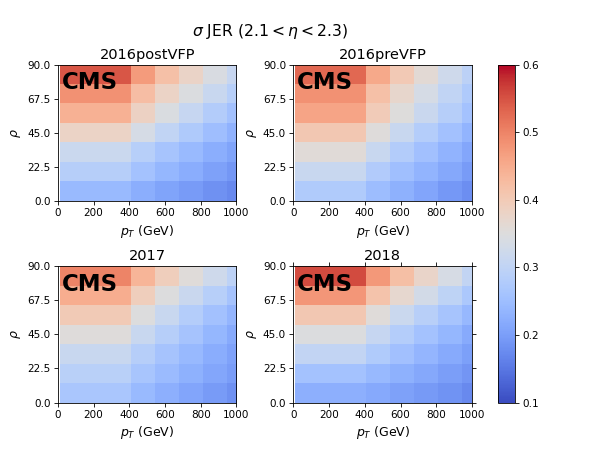 σ JER (2.1 < η < 2.3)
2016postVFP
2016preVFP
90.0
67.5
45.0
22.5
0.0
ρ
CMS
0 200 400 600 800 1000
p_T (GeV)
90.0
67.5
45.0
22.5
0.0
ρ
CMS
0 200 400 600 800 1000
p_T (GeV)
2017
2018
90.0
67.5
45.0
22.5
0.0
ρ
CMS
0 200 400 600 800 1000
p_T (GeV)
90.0
67.5
45.0
22.5
0.0
ρ
CMS
0 200 400 600 800 1000
p_T (GeV)
0.6
0.5
0.4
0.3
0.2
0.1